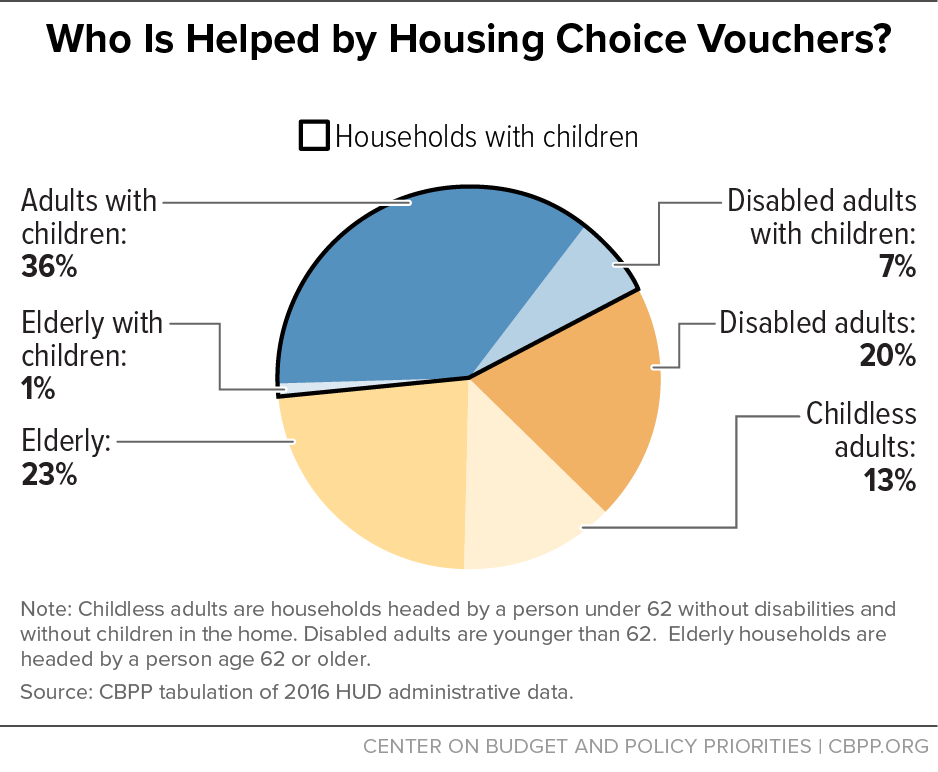 Who Is Helped by Housing Choice Vouchers?
Households with children
Adults with
children:
36%
Elderly with
children:
1%
Elderly:
23%
Disabled adults
with children:
7%
Disabled adults:
20%
Childless
adults:
13%
Note: Childless adults are households headed by a person under 62 without disabilities and
without children in the home. Disabled adults are younger than 62.  Elderly households are
headed by a person age 62 or older.
Source: CBPP tabulation of 2016 HUD administrative data.
CENTER ON BUDGET AND POLICY PRIORITIES | CBPP.ORG